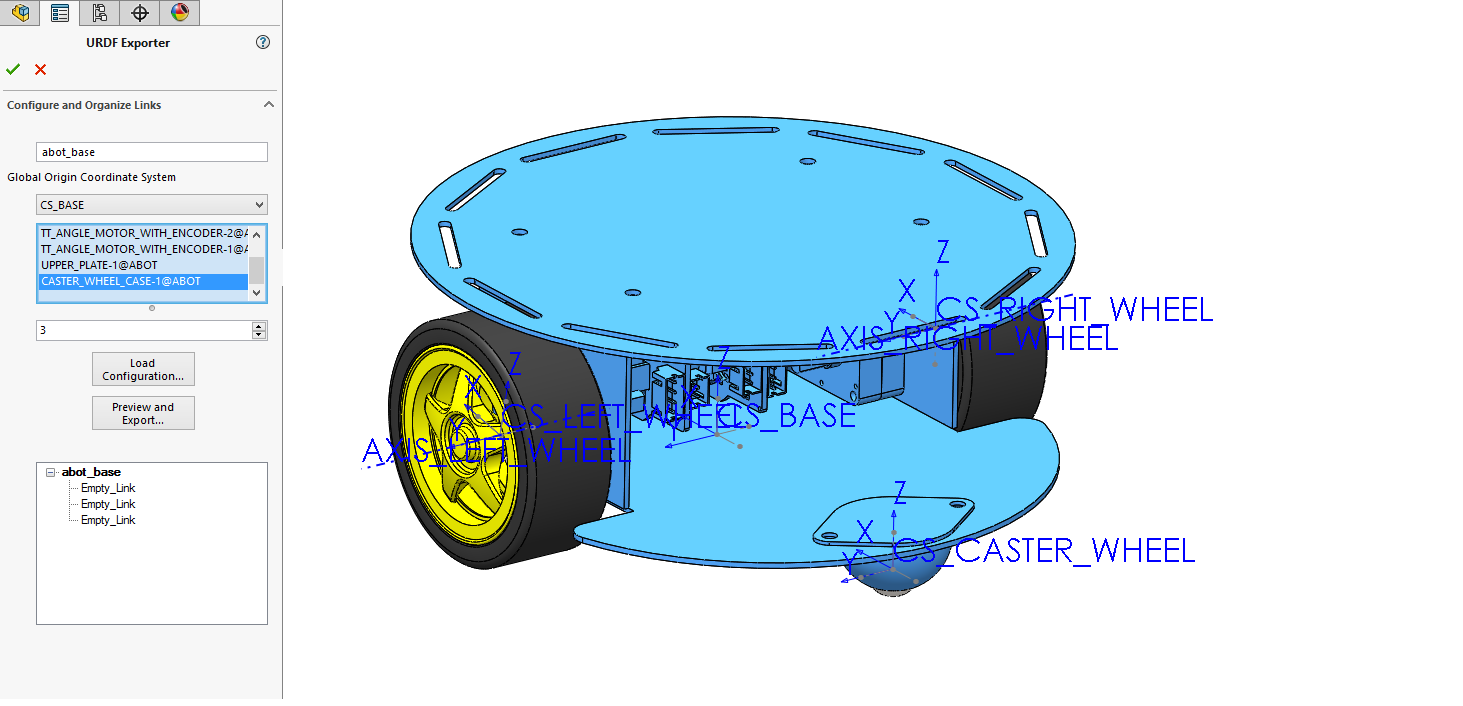 URDF Exporter
?
Configure and Organize Links
abot_base
Global Origin Coordinate System
CS_BASE
TT_ANGLE_MOTOR_WITH_ENCODER-2@A
TT_ANGLE_MOTOR_WITH_ENCODER-1@A
UPPER_PLATE-1@ABOT
CASTER_WHEEL_CASE-1@ABOT
3
Load
Configuration...
Preview and
Export...
abot_base
Empty_Link
Empty_Link
Empty_Link
Z
X
Y
CS_RIGHT_WHEEL
AXIS_RIGHT_WHEEL
Z
X
Y
CS_LEFT_WHEEL
AXIS_LEFT_WHEEL
Z
X
Y
CS_BASE
Z
X
Y
CS_CASTER_WHEEL